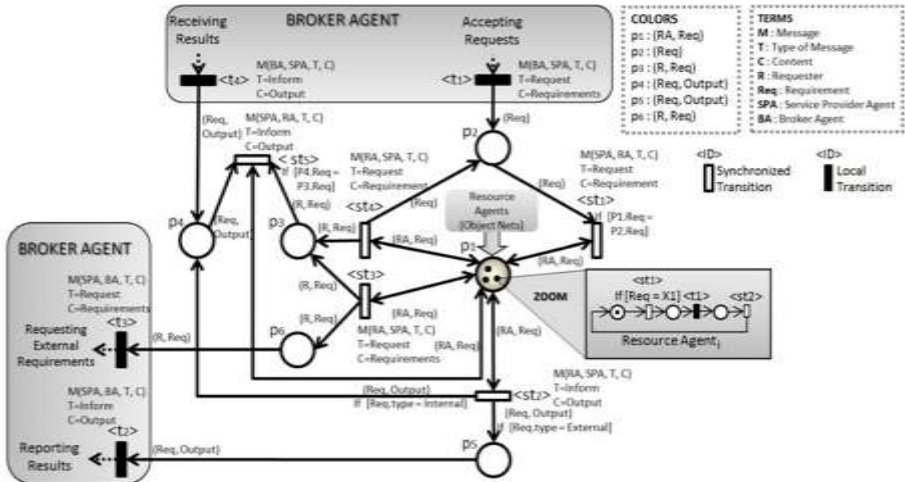 BROKER AGENT
Receiving
Results
Accepting
Requests
M(BA, SPA, T, C)
T=Inform
C=Output
<t4>
M(BA, SPA, T, C)
T=Request
C=Requirements
<t1>
COLORS
p1 : (RA, Req)
p2 : (Req)
p3 : (R, Req)
p4 : (Req, Output)
p5 : (Req, Output)
p6 : (R, Req)
TERMS
M : Message
T : Type of Message
C : Content
R : Requester
Req : Requirement
SPA : Service Provider Agent
BA : Broker Agent
<ID>
Synchronized
Transition
<ID>
Local
Transition
(Req,
Output)
M(SPA, RA, T, C)
T=Inform
C=Output
<st5>
If [P4.Req =
P3.Req]
(Req)
p2
M(RA, SPA, T, C)
T=Request
C=Requirement
<st4>
(Req)
(Req)
M(SPA, RA, T, C)
T=Request
C=Requirement
<st1>
If [P1.Req =
P2.Req]
Resource
Agents
(Object Nets)
p4
(Req,
Output)
p3
(R, Req)
(R, Req)
(RA, Req)
p1
(RA, Req)
BROKER AGENT
M(SPA, BA, T, C)
T=Request
C=Requirements
<t3>
Requesting
External
Requirements
(R, Req)
(R, Req)
<st3>
(RA, Req)
(R, Req)
p6
M(RA, SPA, T, C)
T=Request
C=Requirements
(RA, Req)
(RA, Req)
ZOOM
<st1>
If [Req = X1]
<t1>
<st2>
Resource Agenti
M(SPA, BA, T, C)
T=Inform
C=Output
<t2>
Reporting
Results
(Req, Output)
If [Req.type = Internal]
<st2>
M(RA, SPA, T, C)
T=Inform
C=Output
(Req, Output)
If [Req.type = External]
p5
(Req, Output)